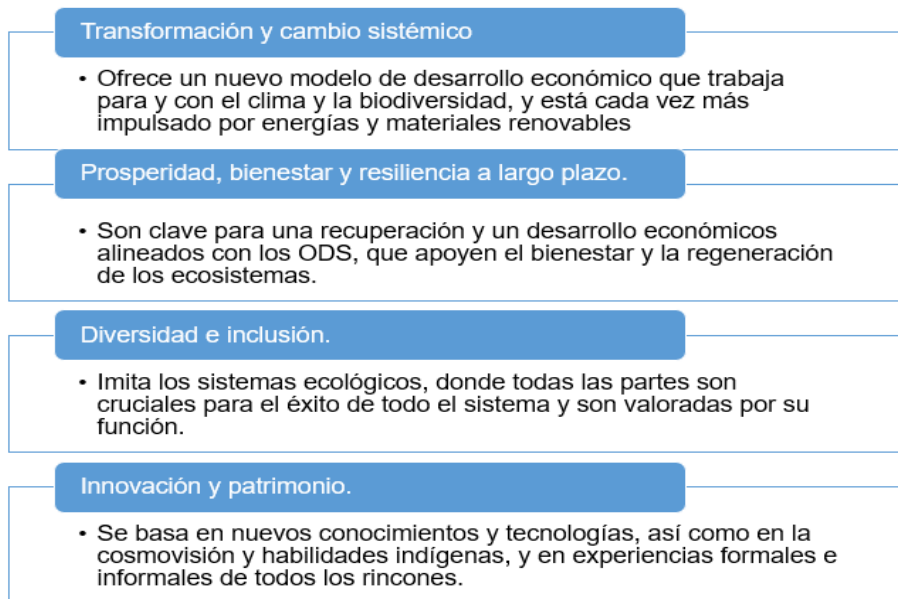 Transformación y cambio sistémico
• Ofrece un nuevo modelo de desarrollo económico que trabaja
para y con el clima y la biodiversidad, y está cada vez más
impulsado por energías y materiales renovables
Prosperidad, bienestar y resiliencia a largo plazo.
• Son clave para una recuperación y un desarrollo económicos
alineados con los ODS, que apoyen el bienestar y la regeneración
de los ecosistemas.
Diversidad e inclusión.
• Imita los sistemas ecológicos, donde todas las partes son
cruciales para el éxito de todo el sistema y son valoradas por su
función.
Innovación y patrimonio.
• Se basa en nuevos conocimientos y tecnologías, así como en la
cosmovisión y habilidades indígenas, y en experiencias formales e
informales de todos los rincones.